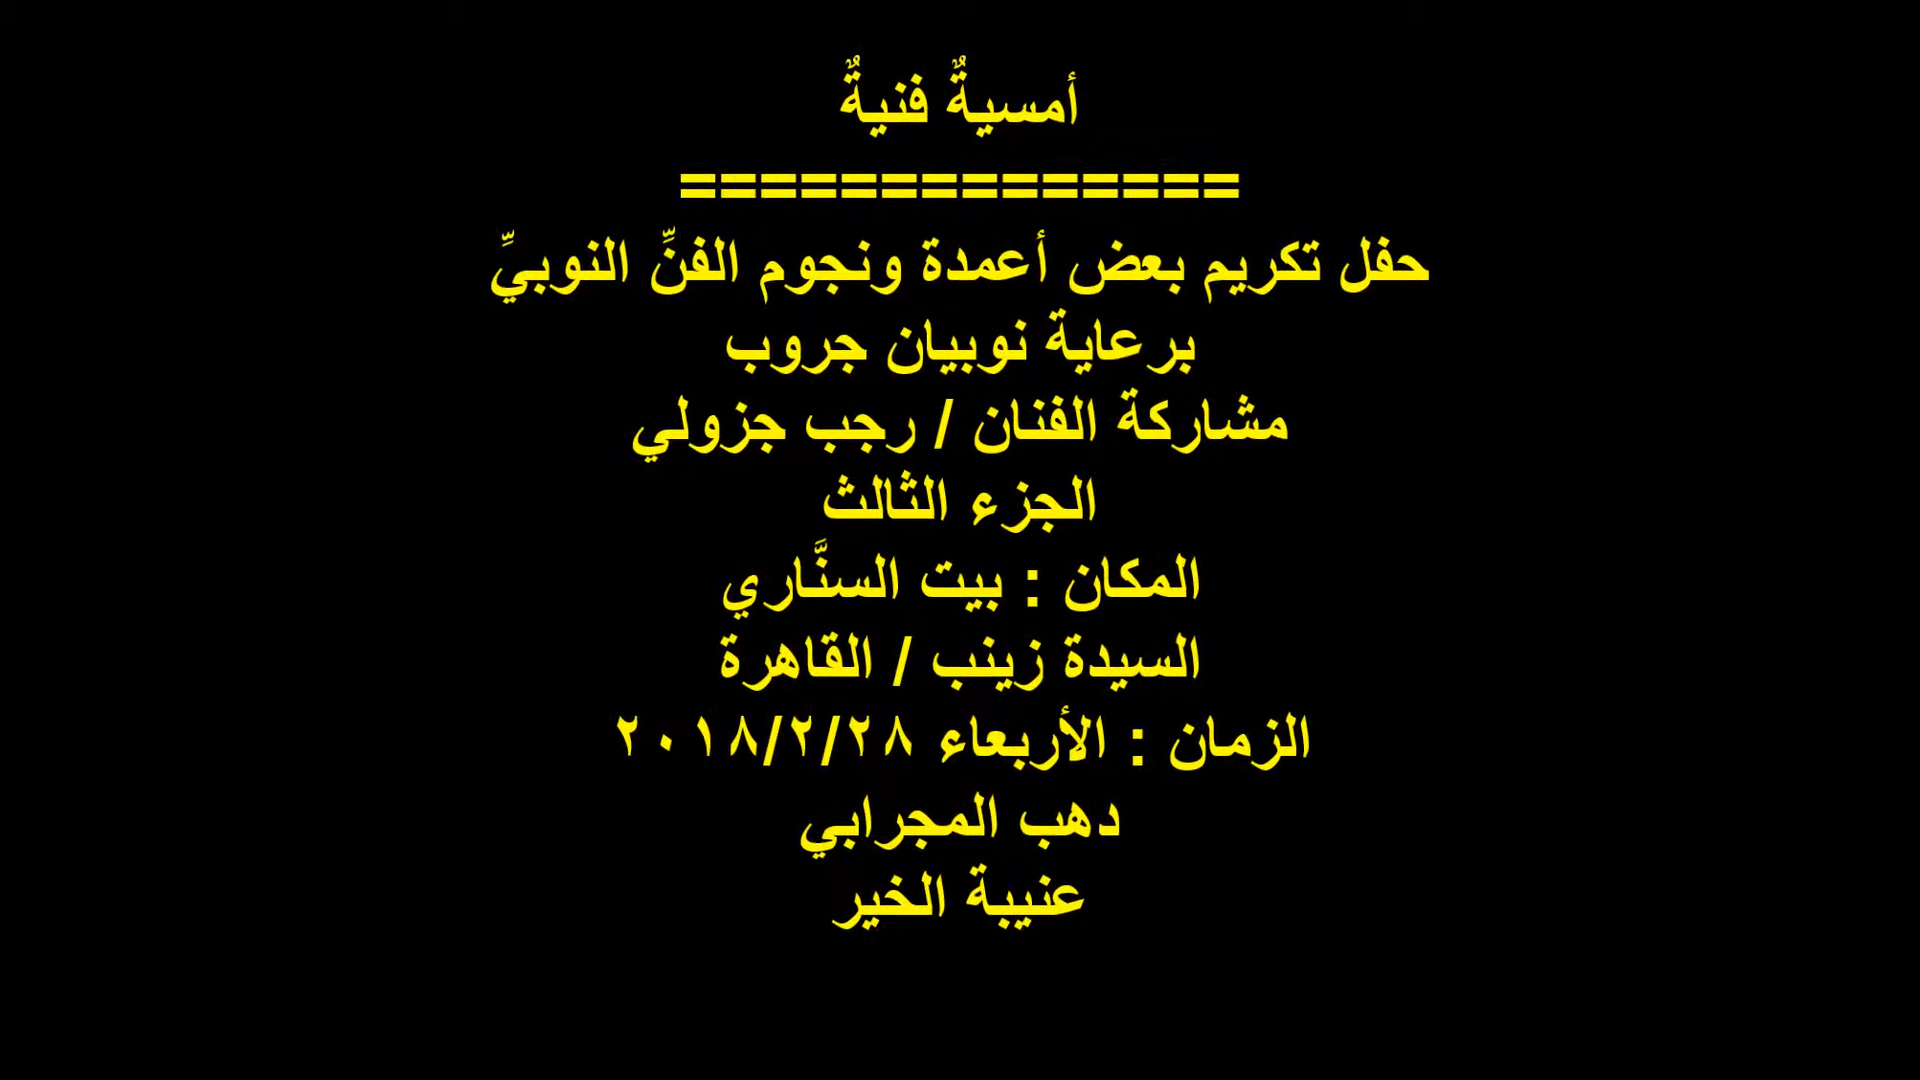 أمسيةٌ فنيةٌ
==============
حفل تكريم بعض أعمدة ونجوم الفنِّ النوبيِّ
برعاية نوبيان جروب
مشاركة الفنان / رجب جزولي
الجزء الثالث
المكان : بيت السنَّاري
السيدة زينب / القاهرة
الزمان : الأربعاء ٢٠١٨/٢/٢٨
دهب المجرابي
عنيبة الخير